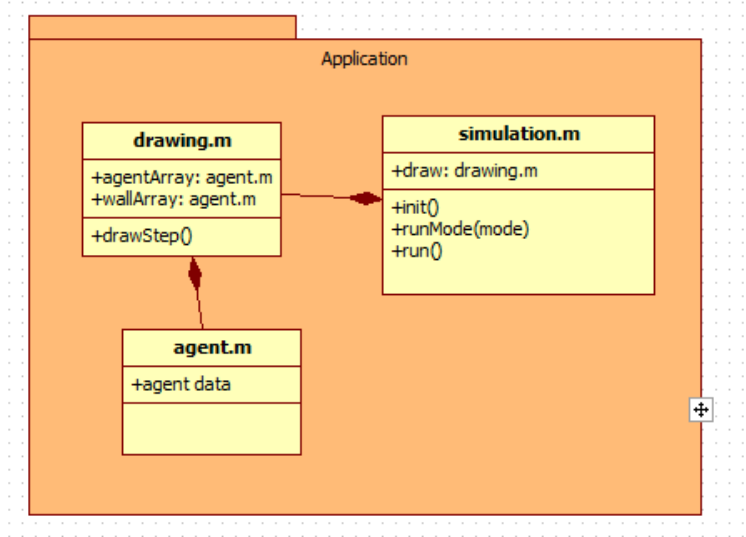 Application
drawing.m
+agentArray: agent.m
+wallArray: agent.m
+drawStep()
simulation.m
+draw: drawing.m
+init()
+runMode(mode)
+run()
agent.m
+agent data